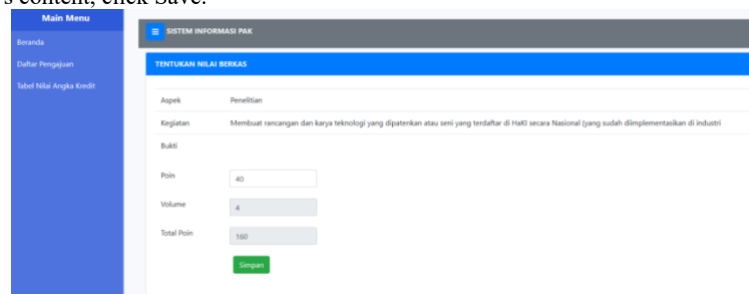 s content, click Save.
Main Menu
Beranda
Daftar Pengajuan
Tabel Nilai Angka Kredit
SISTEM INFORMASI PAK
TENTUKAN NILAI BERKAS
Aspek Penelitian
Kegiatan Membuat rancangan dan karya teknologi yang dipatenkan atau seni yang terdaftar di HaKI secara Nasional (yang sudah diimplementasikan di industri
Bukti
Poin 40
Volume 4
Total Poin 160
Simpan